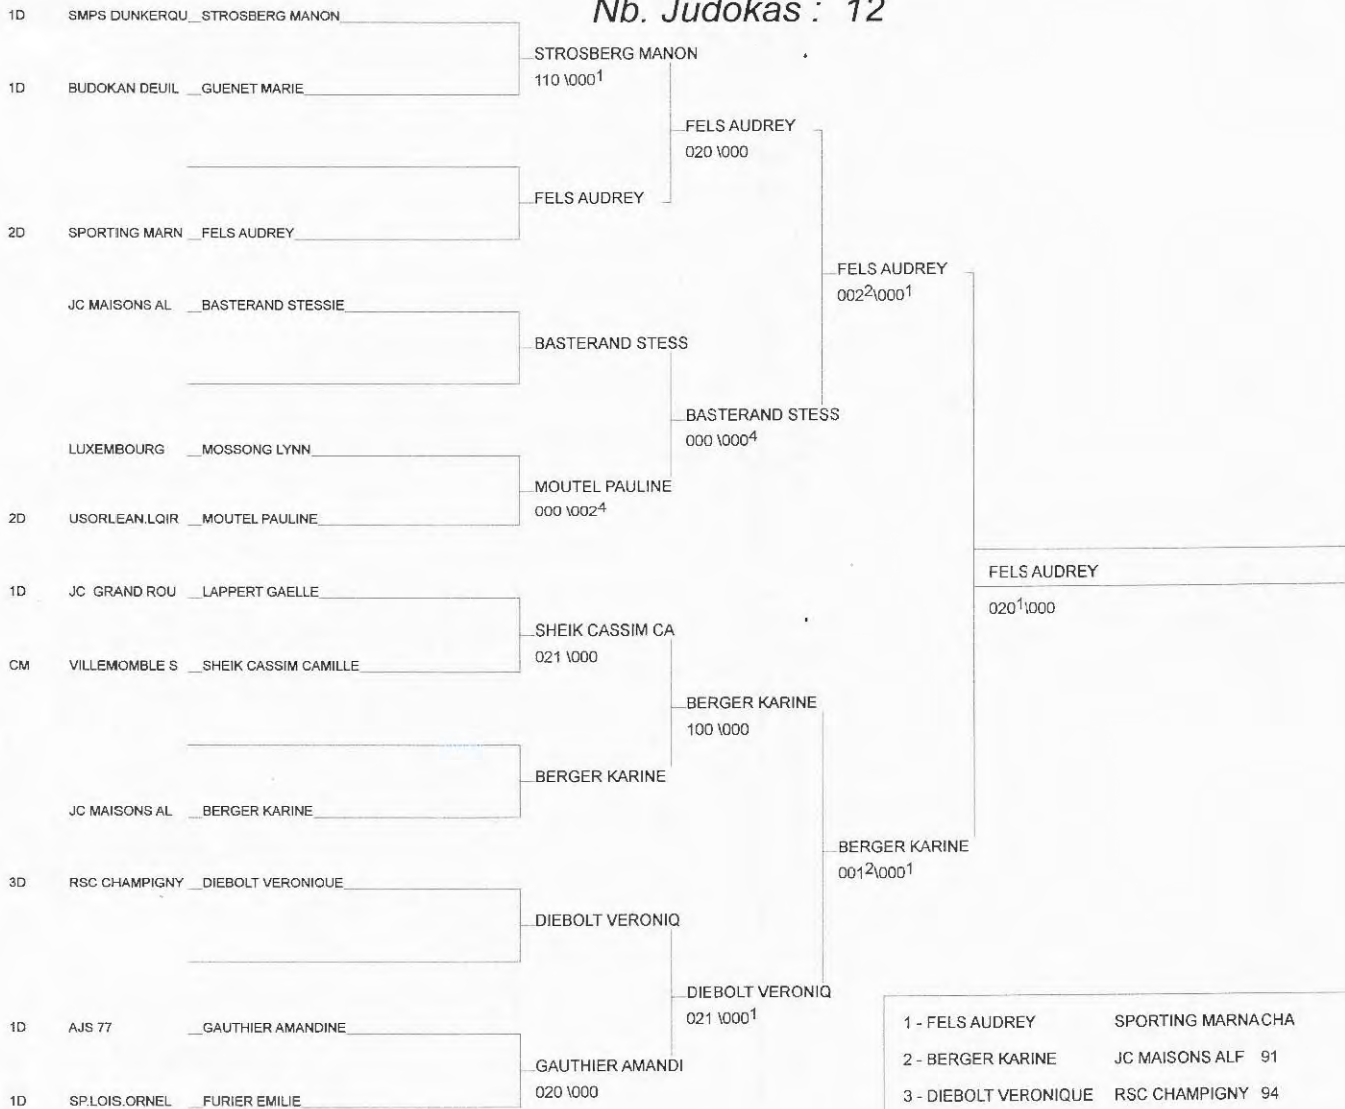 Nb. Judokas : 12
1D SMPS DUNKERQU STROSBERG MANON
STROSBERG MANON
110 \000¹
1D BUDOKAN DEUIL GUENET MARIE
FELS AUDREY
020 \000
FELS AUDREY
2D SPORTING MARN FELS AUDREY
FELS AUDREY
002²\000¹
JC MAISONS AL BASTERAND STESSIE
BASTERAND STESS
BASTERAND STESS
000 \000⁴
LUXEMBOURG MOSSONG LYNN
MOUTEL PAULINE
000 \002⁴
2D USORLEAN.LOIR MOUTEL PAULINE
FELS AUDREY
020¹\000
1D JC GRAND ROU LAPPERT GAELLE
SHEIK CASSIM CA
021 \000
CM VILLEMOMBLE S SHEIK CASSIM CAMILLE
BERGER KARINE
100 \000
BERGER KARINE
JC MAISONS AL BERGER KARINE
BERGER KARINE
001²\000¹
3D RSC CHAMPIGNY DIEBOLT VERONIQUE
DIEBOLT VERONIQ
DIEBOLT VERONIQ
021 \000¹
1D AJS 77 GAUTHIER AMANDINE
GAUTHIER AMANDI
020 \000
1D SP.LOIS.ORNEL FURIER EMILIE
1 - FELS AUDREY SPORTING MARNACHA
2 - BERGER KARINE JC MAISONS ALF 91
3 - DIEBOLT VERONIQUE RSC CHAMPIGNY 94